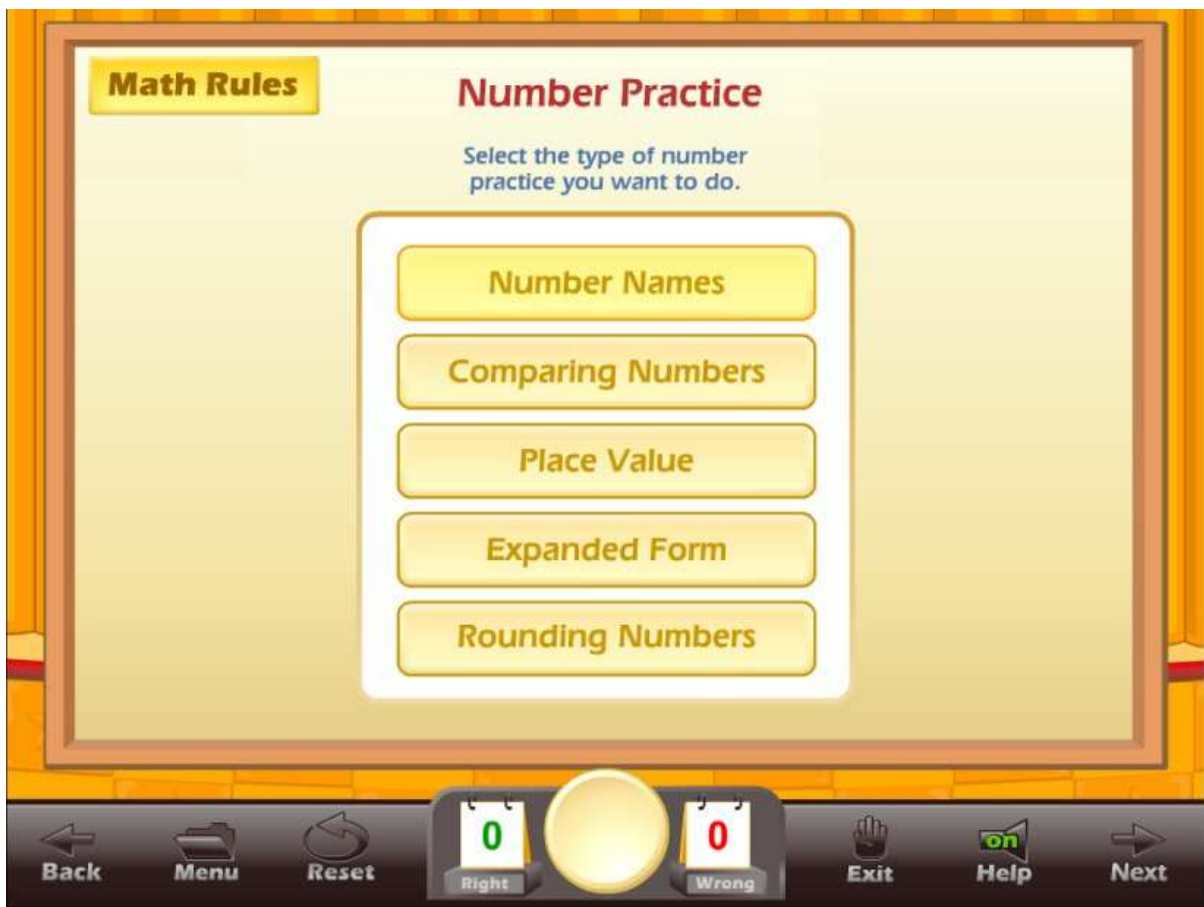 Math Rules
Number Practice
Select the type of number
practice you want to do.
Number Names
Comparing Numbers
Place Value
Expanded Form
Rounding Numbers
Back
Menu
Reset
0
Right
0
Wrong
Exit
on
Help
Next